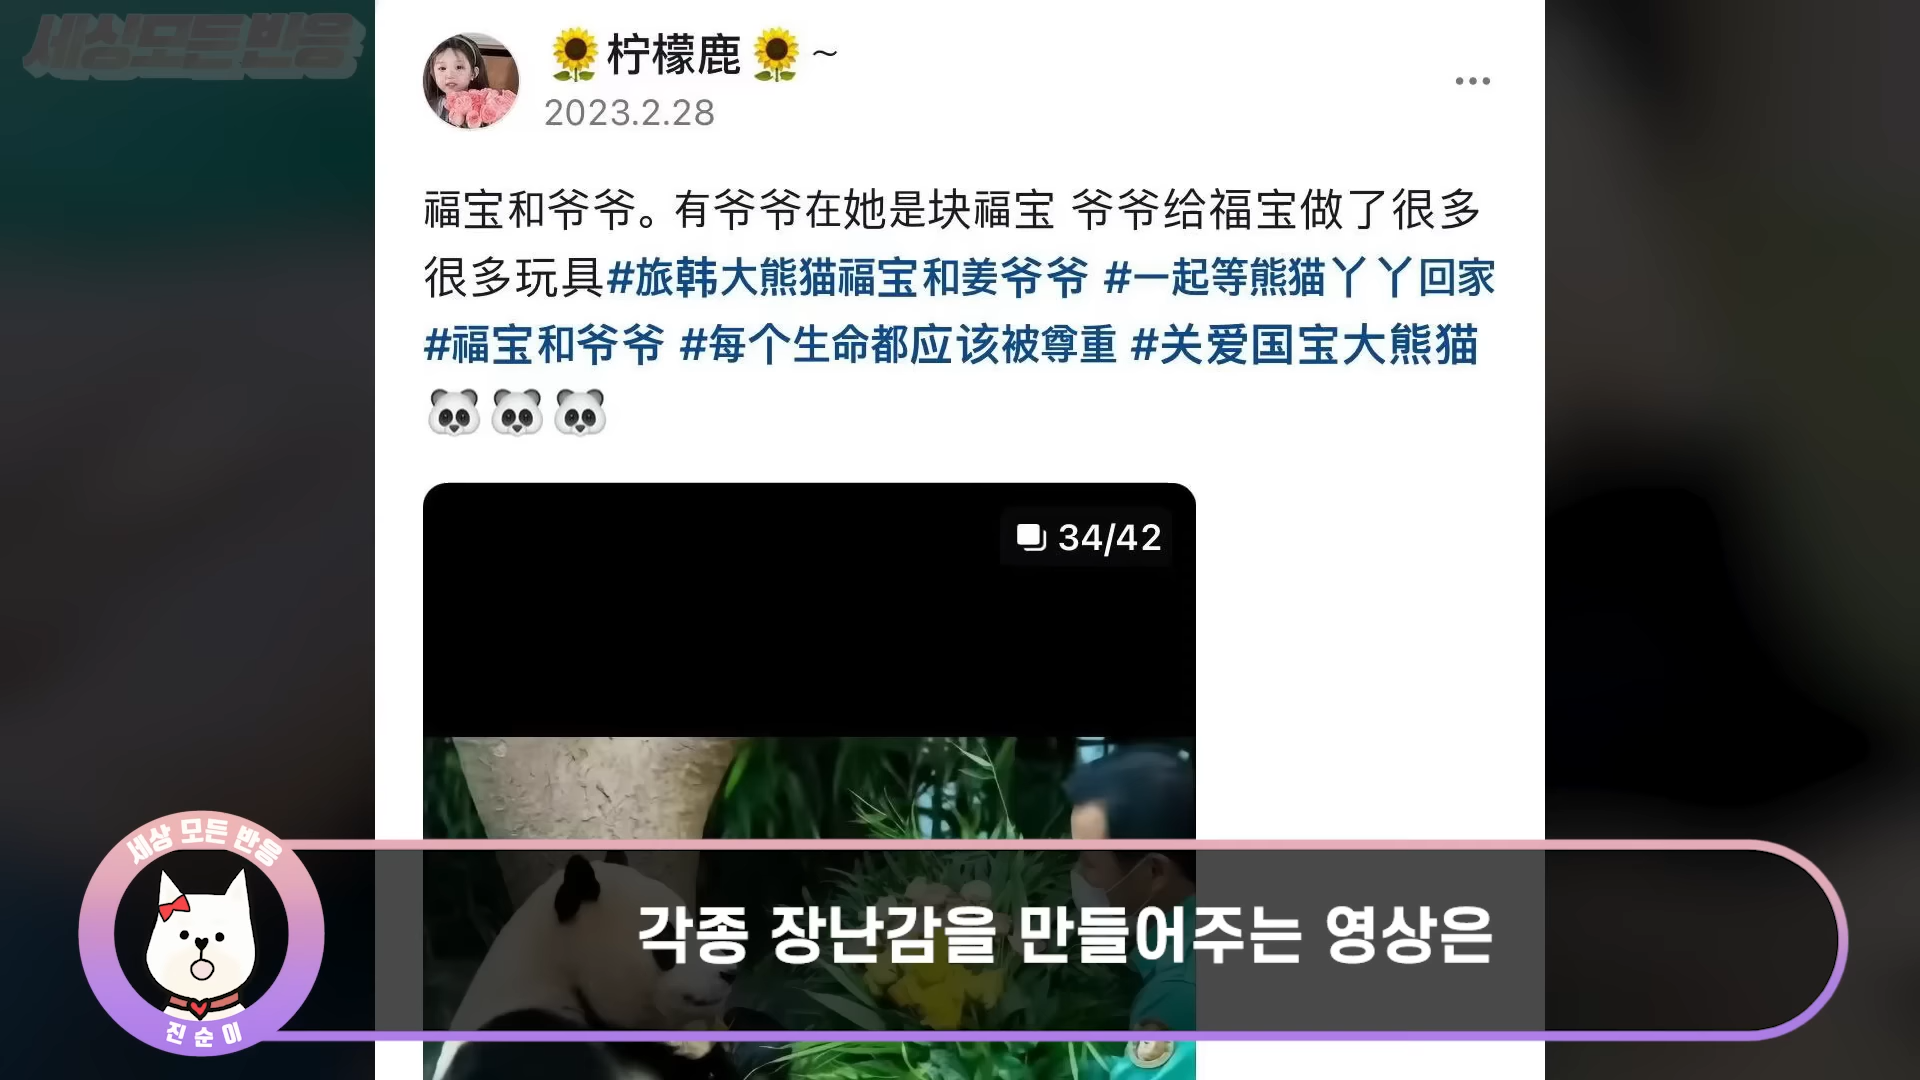 세상모든반응
🌻柠檬鹿🌻~
2023.2.28
福宝和爷爷。有爷爷在她是块福宝 爷爷给福宝做了很多
很多玩具#旅韩大熊猫福宝和姜爷爷 #一起等熊猫丫丫回家
#福宝和爷爷 #每个生命都应该被尊重 #关爱国宝大熊猫
🐼🐼🐼
34/42
세상 모든 반응
각종 장난감을 만들어주는 영상은
진순이